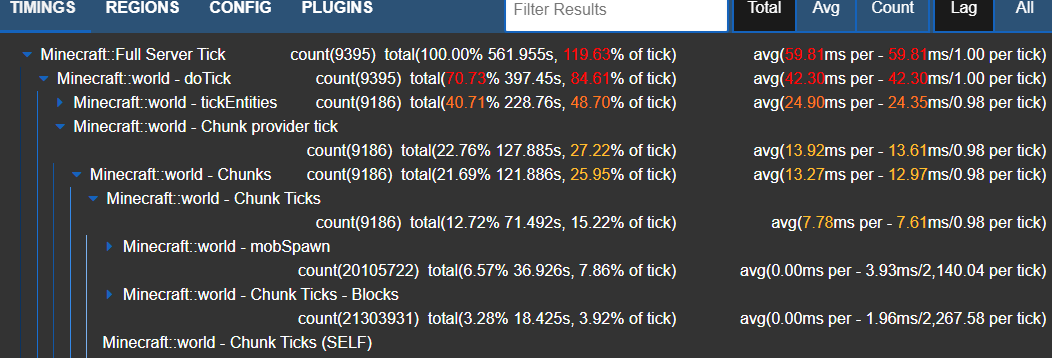 TIMINGS REGIONS CONFIG PLUGINS Filter Results Total Avg Count Lag All
Minecraft::Full Server Tick count(9395) total(100.00% 561.955s, 119.63% of tick) avg(59.81ms per - 59.81ms/1.00 per tick)
Minecraft::world - doTick count(9395) total(70.73% 397.45s, 84.61% of tick) avg(42.30ms per - 42.30ms/1.00 per tick)
Minecraft::world - tickEntities count(9186) total(40.71% 228.76s, 48.70% of tick) avg(24.90ms per - 24.35ms/0.98 per tick)
Minecraft::world - Chunk provider tick
count(9186) total(22.76% 127.885s, 27.22% of tick) avg(13.92ms per - 13.61ms/0.98 per tick)
Minecraft::world - Chunks count(9186) total(21.69% 121.886s, 25.95% of tick) avg(13.27ms per - 12.97ms/0.98 per tick)
Minecraft::world - Chunk Ticks
count(9186) total(12.72% 71.492s, 15.22% of tick) avg(7.78ms per - 7.61ms/0.98 per tick)
Minecraft::world - mobSpawn
count(20105722) total(6.57% 36.926s, 7.86% of tick) avg(0.00ms per - 3.93ms/2,140.04 per tick)
Minecraft::world - Chunk Ticks - Blocks
count(21303931) total(3.28% 18.425s, 3.92% of tick) avg(0.00ms per - 1.96ms/2,267.58 per tick)
Minecraft::world - Chunk Ticks (SELF)